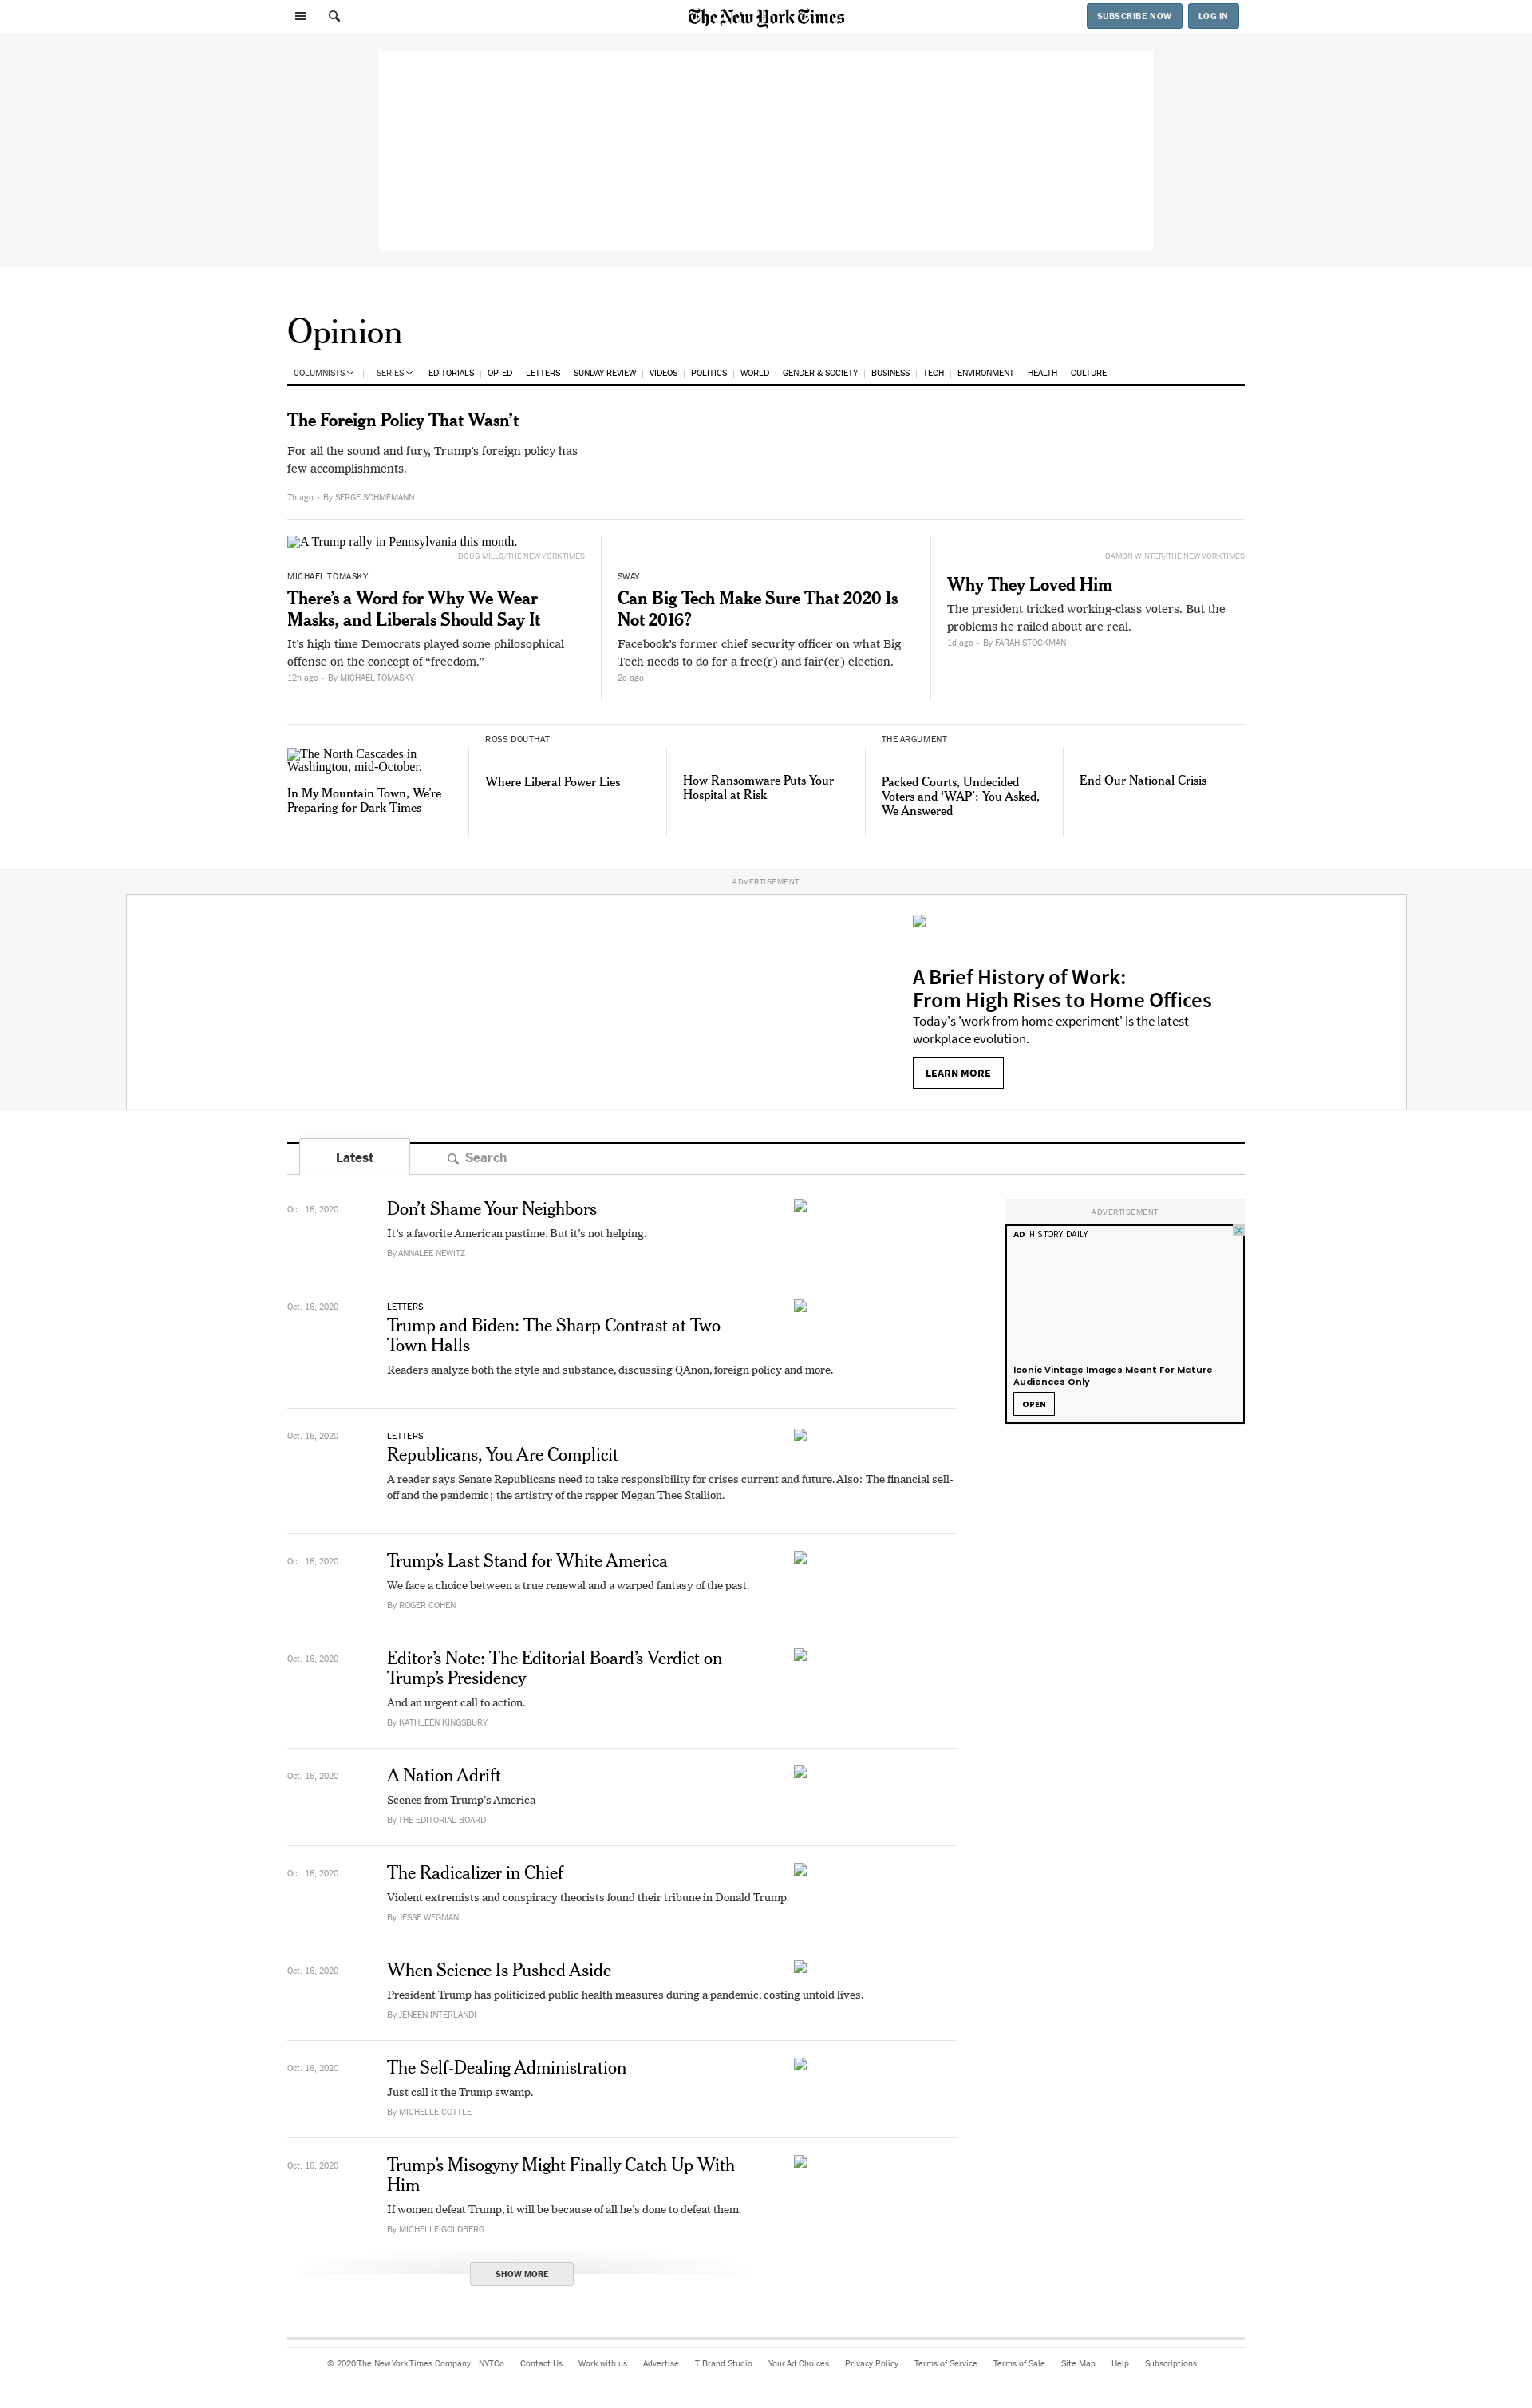 The New York Times
SUBSCRIBE NOW
LOG IN
Opinion
COLUMNISTS | SERIES EDITORIALS | OP-ED | LETTERS | SUNDAY REVIEW | VIDEOS | POLITICS | WORLD | GENDER & SOCIETY | BUSINESS | TECH | ENVIRONMENT | HEALTH | CULTURE
The Foreign Policy That Wasn’t
For all the sound and fury, Trump’s foreign policy has
few accomplishments.
7h ago • By SERGE SCHMEMANN
A Trump rally in Pennsylvania this month.
DOUG MILLS/THE NEW YORK TIMES
MICHAEL TOMASKY
There’s a Word for Why We Wear
Masks, and Liberals Should Say It
It’s high time Democrats played some philosophical
offense on the concept of “freedom.”
12h ago • By MICHAEL TOMASKY
SWAY
Can Big Tech Make Sure That 2020 Is
Not 2016?
Facebook’s former chief security officer on what Big
Tech needs to do for a free(r) and fair(er) election.
2d ago
DAMON WINTER/THE NEW YORK TIMES
Why They Loved Him
The president tricked working-class voters. But the
problems he railed about are real.
1d ago • By FARAH STOCKMAN
The North Cascades in
Washington, mid-October.
In My Mountain Town, We’re
Preparing for Dark Times
ROSS DOUTHAT
Where Liberal Power Lies
How Ransomware Puts Your
Hospital at Risk
THE ARGUMENT
Packed Courts, Undecided
Voters and ‘WAP’: You Asked,
We Answered
End Our National Crisis
ADVERTISEMENT
A Brief History of Work:
From High Rises to Home Offices
Today's 'work from home experiment' is the latest
workplace evolution.
LEARN MORE
Latest
Search
Oct. 16, 2020
Don’t Shame Your Neighbors
It’s a favorite American pastime. But it’s not helping.
By ANNALEE NEWITZ
ADVERTISEMENT
AD HISTORY DAILY
Iconic Vintage Images Meant For Mature
Audiences Only
OPEN
Oct. 16, 2020
LETTERS
Trump and Biden: The Sharp Contrast at Two
Town Halls
Readers analyze both the style and substance, discussing QAnon, foreign policy and more.
Oct. 16, 2020
LETTERS
Republicans, You Are Complicit
A reader says Senate Republicans need to take responsibility for crises current and future. Also: The financial sell-
off and the pandemic; the artistry of the rapper Megan Thee Stallion.
Oct. 16, 2020
Trump’s Last Stand for White America
We face a choice between a true renewal and a warped fantasy of the past.
By ROGER COHEN
Oct. 16, 2020
Editor’s Note: The Editorial Board’s Verdict on
Trump’s Presidency
And an urgent call to action.
By KATHLEEN KINGSBURY
Oct. 16, 2020
A Nation Adrift
Scenes from Trump’s America
By THE EDITORIAL BOARD
Oct. 16, 2020
The Radicalizer in Chief
Violent extremists and conspiracy theorists found their tribune in Donald Trump.
By JESSE WEGMAN
Oct. 16, 2020
When Science Is Pushed Aside
President Trump has politicized public health measures during a pandemic, costing untold lives.
By JENEEN INTERLANDI
Oct. 16, 2020
The Self-Dealing Administration
Just call it the Trump swamp.
By MICHELLE COTTLE
Oct. 16, 2020
Trump’s Misogyny Might Finally Catch Up With
Him
If women defeat Trump, it will be because of all he’s done to defeat them.
By MICHELLE GOLDBERG
SHOW MORE
© 2020 The New York Times Company NYTCo Contact Us Work with us Advertise T Brand Studio Your Ad Choices Privacy Policy Terms of Service Terms of Sale Site Map Help Subscriptions